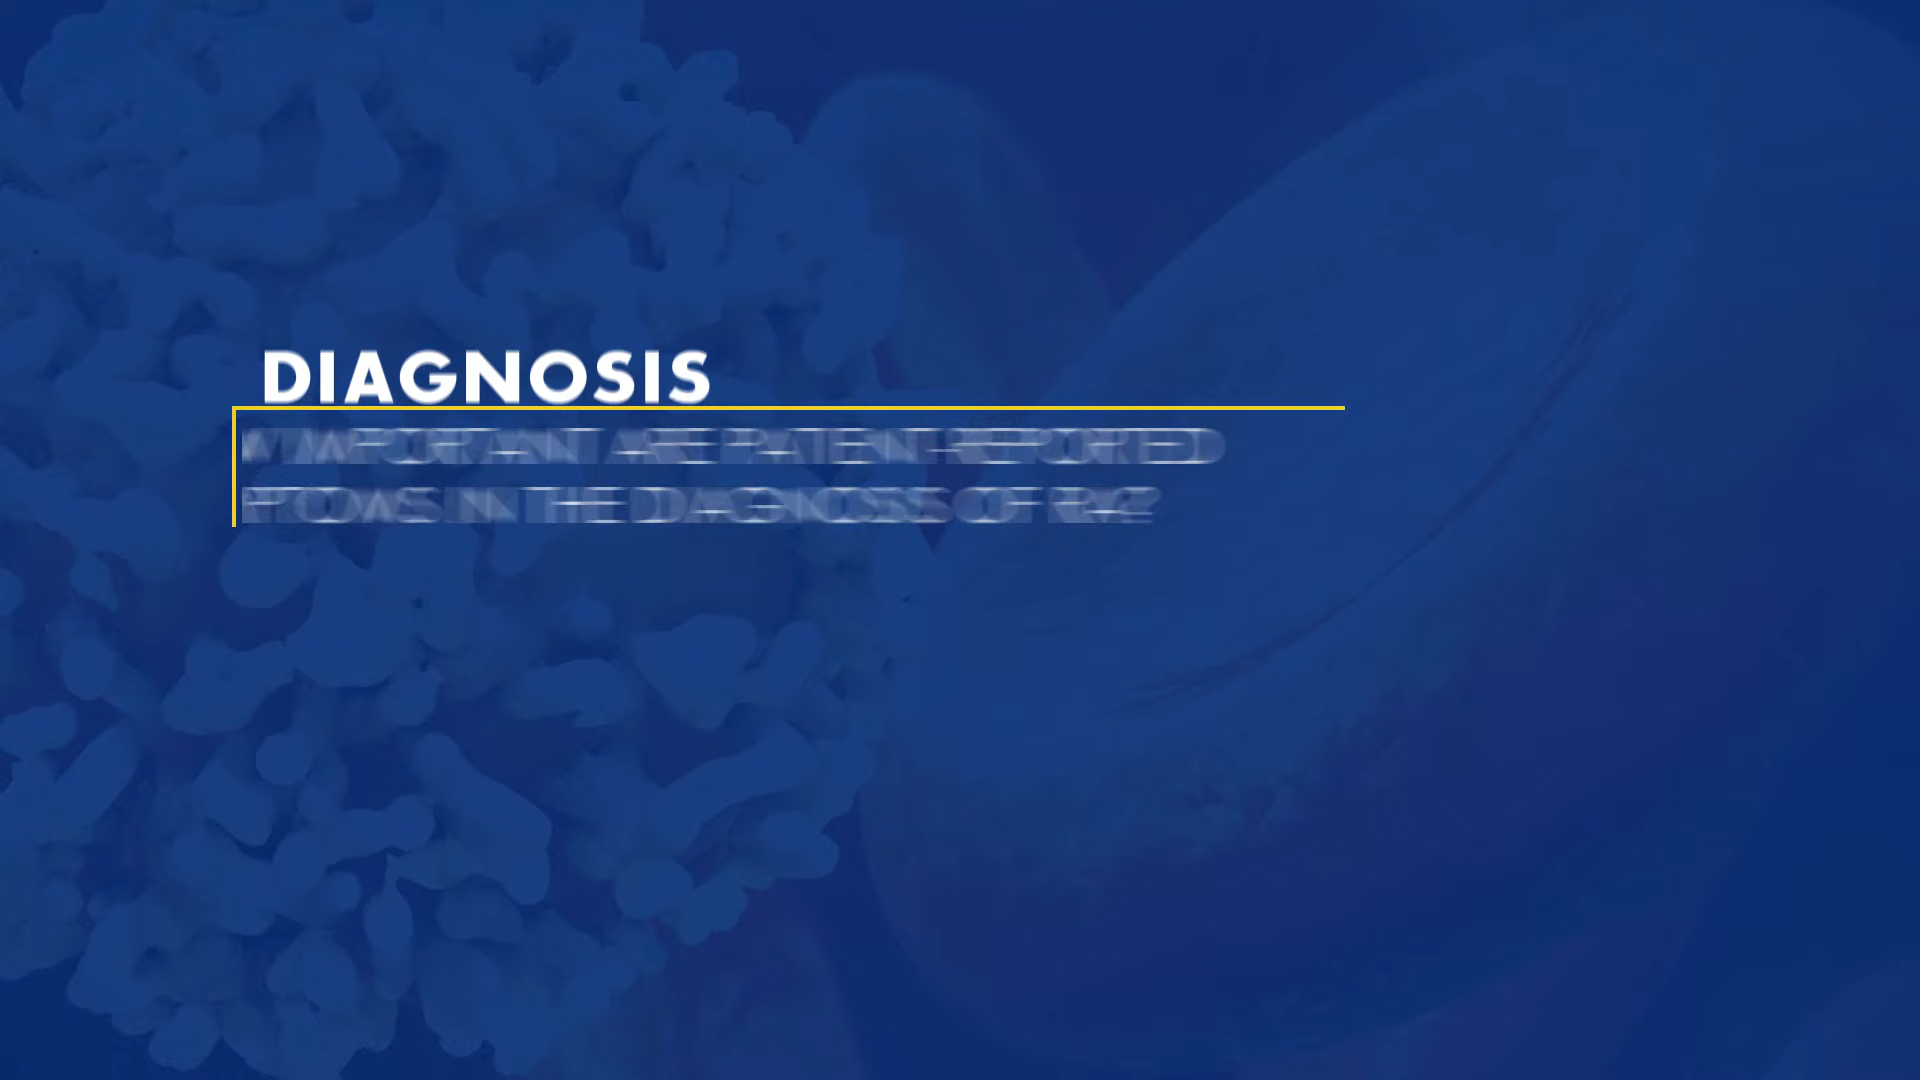 DIAGNOSIS
IMPORTANT ARE PATIENT-REPORTED
IN THE DIAGNOSIS OF